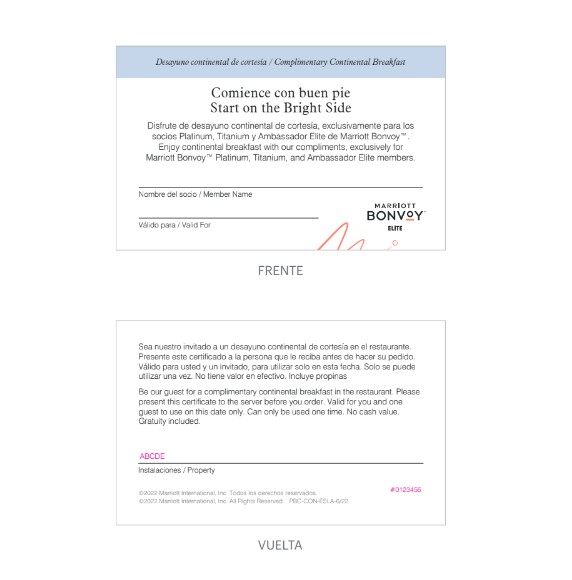 Desayuno continental de cortesía / Complimentary Continental Breakfast
Comience con buen pie
Start on the Bright Side
Disfrute de desayuno continental de cortesía, exclusivamente para los
socios Platinum, Titanium y Ambassador Elite de Marriott Bonvoy™.
Enjoy continental breakfast with our compliments, exclusively for
Marriott Bonvoy™ Platinum, Titanium, and Ambassador Elite members.
Nombre del socio / Member Name
Válido para / Valid For
MARRIOTT
BONVOY
ELITE
FRENTE
Sea nuestro invitado a un desayuno continental de cortesía en el restaurante.
Presente este certificado a la persona que le reciba antes de hacer su pedido.
Válido para usted y un invitado, para utilizar solo en esta fecha. Solo se puede
utilizar una vez. No tiene valor en efectivo. Incluye propinas
Be our guest for a complimentary continental breakfast in the restaurant. Please
present this certificate to the server before you order. Valid for you and one
guest to use on this date only. Can only be used one time. No cash value.
Gratuity included.
ABCDE
Instalaciones / Property
©2022 Marriott International, Inc. Todos los derechos reservados.
©2022 Marriott International, Inc. All Rights Reserved. PBC-CON-EELA-6/22
#0123456
VUELTA